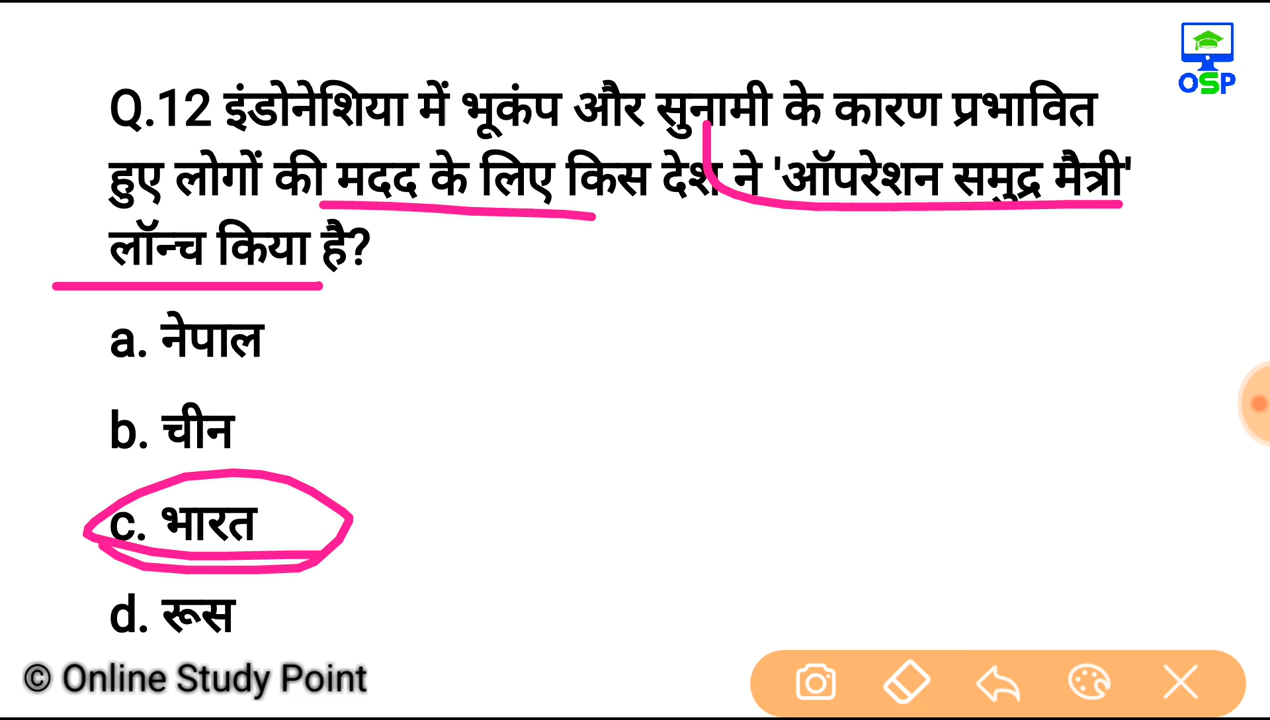 OSP
Q.12 इंडोनेशिया में भूकंप और सुनामी के कारण प्रभावित
हुए लोगों की मदद के लिए किस देश ने 'ऑपरेशन समुद्र मैत्री'
लॉन्च किया है?
a. नेपाल
b. चीन
c. भारत
d. रूस
© Online Study Point